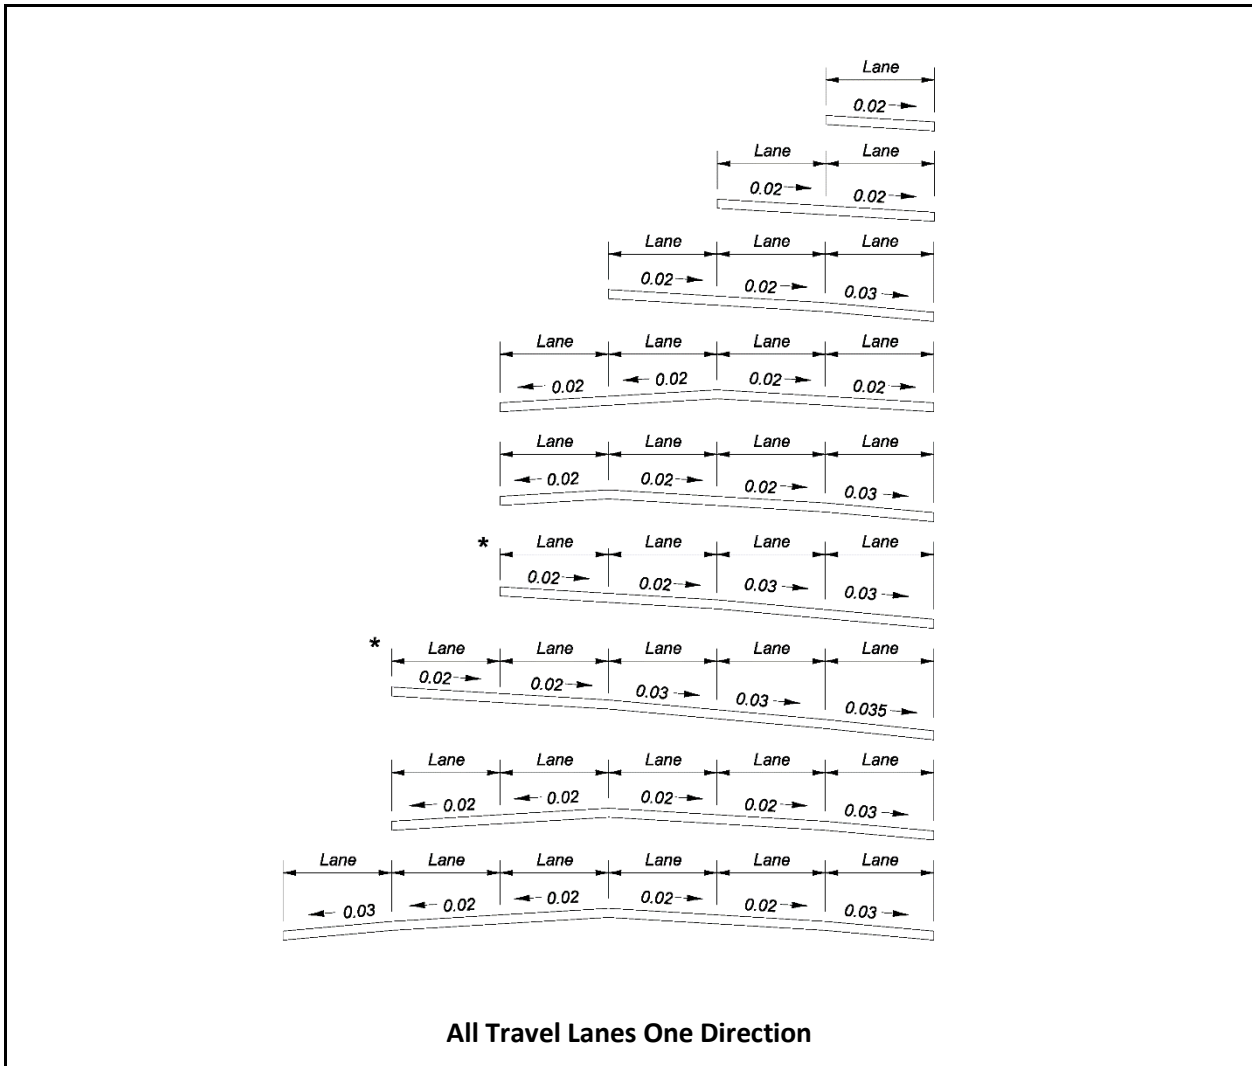 Lane
0.02
Lane Lane
0.02 0.02
Lane Lane Lane
0.02 0.02 0.03
Lane Lane Lane Lane
0.02 0.02 0.02 0.02
Lane Lane Lane Lane
0.02 0.02 0.02 0.03
* Lane Lane Lane Lane
0.02 0.02 0.03 0.03
* Lane Lane Lane Lane Lane
0.02 0.02 0.03 0.03 0.035
Lane Lane Lane Lane Lane
0.02 0.02 0.02 0.02 0.03
Lane Lane Lane Lane Lane Lane
0.03 0.02 0.02 0.02 0.02 0.03
All Travel Lanes One Direction